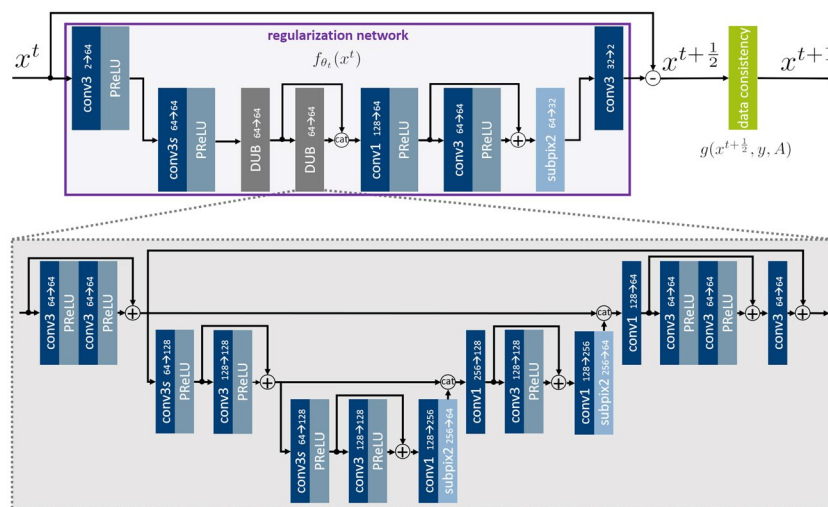 regularization network
f_{θ_t}(x^t)
x^t
conv3 2→64
PReLU
conv3s 64→64
PReLU
DUB 64→64
DUB 64→64
cat
conv1 128→64
PReLU
conv3 64→64
PReLU
+
subpix2 64→32
conv3 32→2
-
x^{t+\frac{1}{2}}
data consistency
x^{t+1}
g(x^{t+\frac{1}{2}}, y, A)
conv3 64→64
PReLU
conv3 64→64
PReLU
+
conv3s 64→128
PReLU
conv3 128→128
PReLU
+
conv3s 64→128
PReLU
conv3 128→128
PReLU
+
conv1 128→256
subpix2 256→64
cat
conv1 256→128
conv3 128→128
PReLU
+
conv1 128→256
subpix2 256→64
cat
conv1 128→64
conv3 64→64
PReLU
conv3 64→64
PReLU
+
conv3 64→64
+